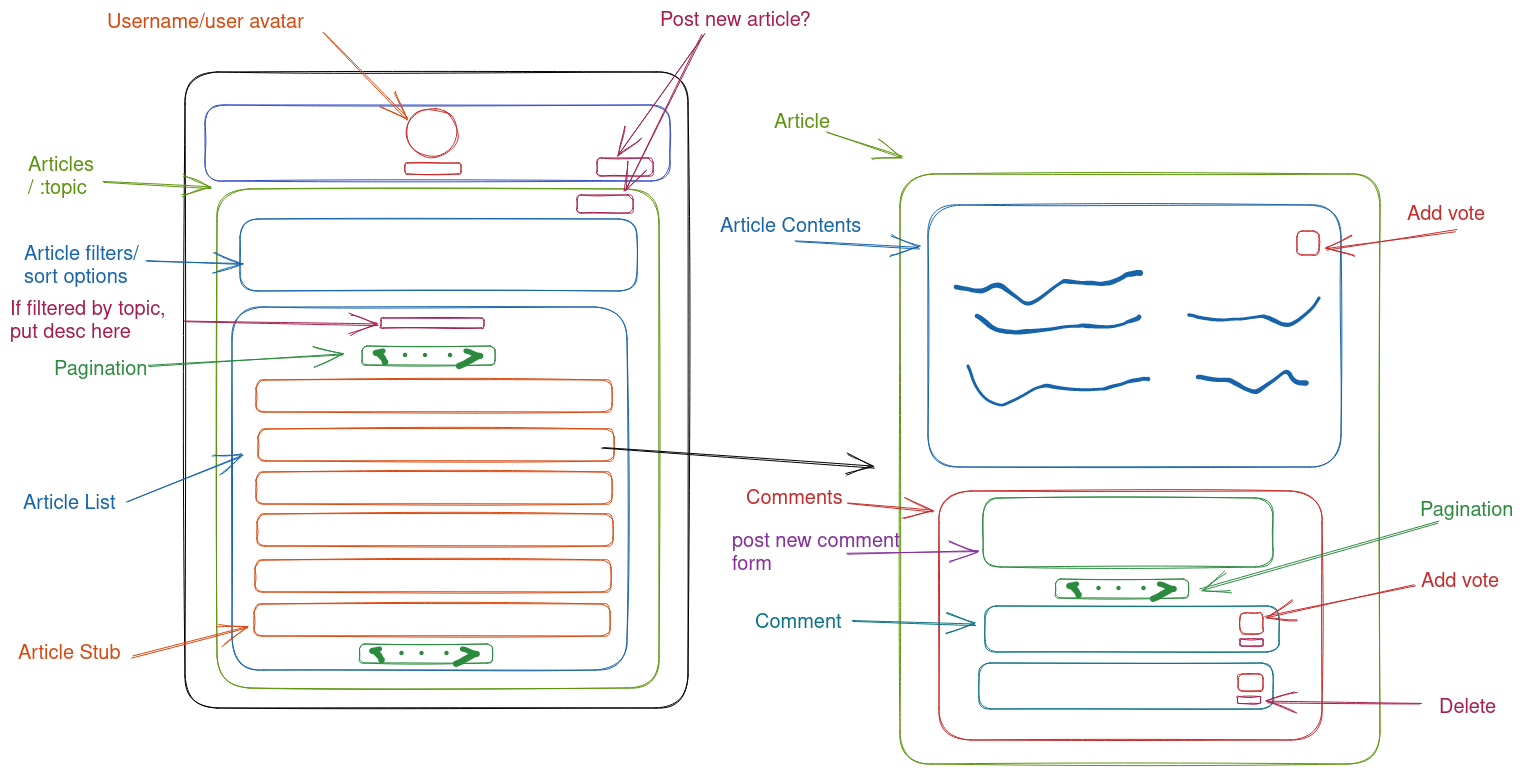 Username/user avatar
Post new article?
Articles
/ :topic
Article filters/
sort options
If filtered by topic,
put desc here
Pagination
Article List
Article Stub
Article
Article Contents
Add vote
Comments
post new comment
form
Pagination
Add vote
Comment
Delete